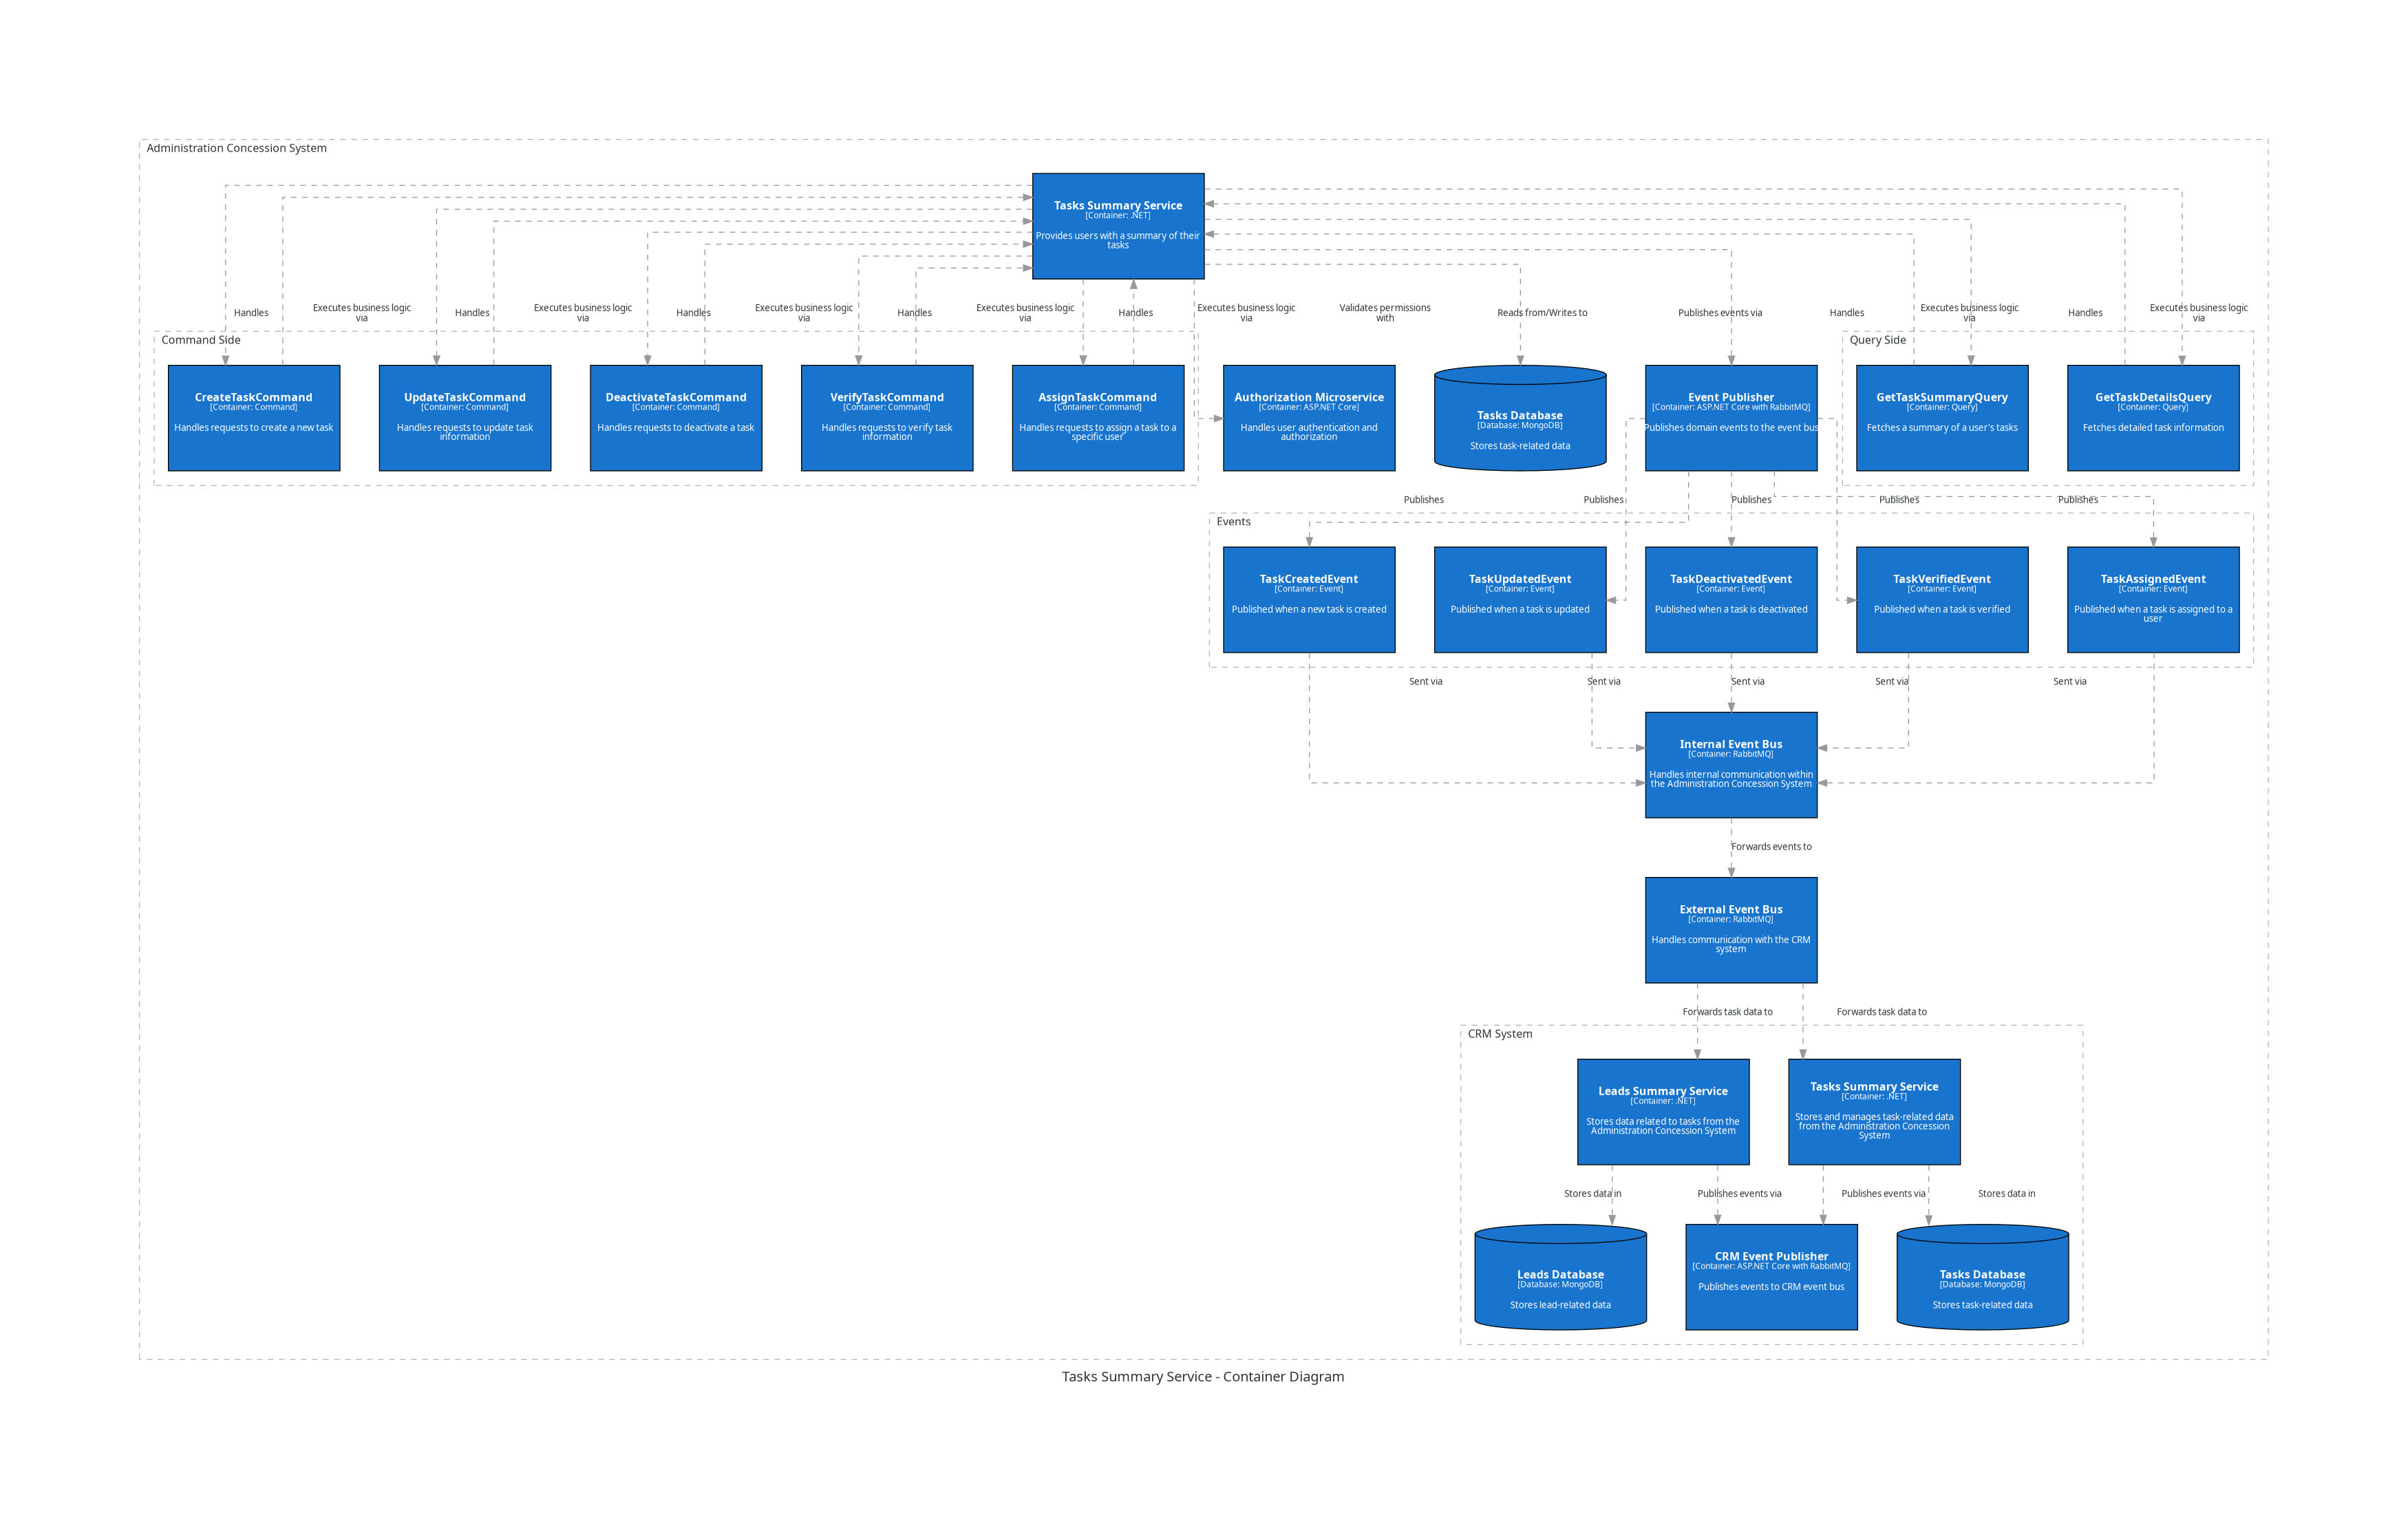 Administration Concession System
Tasks Summary Service
[Container: .NET]
Provides users with a summary of their
tasks
Handles
Executes business logic
via
Handles
Executes business logic
via
Handles
Executes business logic
via
Handles
Executes business logic
via
Handles
Executes business logic
via
Validates permissions
with
Reads from/Writes to
Publishes events via
Handles
Executes business logic
via
Handles
Executes business logic
via
Command Side
CreateTaskCommand
[Container: Command]
Handles requests to create a new task
UpdateTaskCommand
[Container: Command]
Handles requests to update task
information
DeactivateTaskCommand
[Container: Command]
Handles requests to deactivate a task
VerifyTaskCommand
[Container: Command]
Handles requests to verify task
information
AssignTaskCommand
[Container: Command]
Handles requests to assign a task to a
specific user
Authorization Microservice
[Container: ASP.NET Core]
Handles user authentication and
authorization
Tasks Database
[Database: MongoDB]
Stores task-related data
Event Publisher
[Container: ASP.NET Core with RabbitMQ]
Publishes domain events to the event bus
Query Side
GetTaskSummaryQuery
[Container: Query]
Fetches a summary of a user's tasks
GetTaskDetailsQuery
[Container: Query]
Fetches detailed task information
Publishes
Publishes
Publishes
Publishes
Publishes
Events
TaskCreatedEvent
[Container: Event]
Published when a new task is created
TaskUpdatedEvent
[Container: Event]
Published when a task is updated
TaskDeactivatedEvent
[Container: Event]
Published when a task is deactivated
TaskVerifiedEvent
[Container: Event]
Published when a task is verified
TaskAssignedEvent
[Container: Event]
Published when a task is assigned to a
user
Sent via
Sent via
Sent via
Sent via
Sent via
Internal Event Bus
[Container: RabbitMQ]
Handles internal communication within
the Administration Concession System
Forwards events to
External Event Bus
[Container: RabbitMQ]
Handles communication with the CRM
system
Forwards task data to
Forwards task data to
CRM System
Leads Summary Service
[Container: .NET]
Stores data related to tasks from the
Administration Concession System
Tasks Summary Service
[Container: .NET]
Stores and manages task-related data
from the Administration Concession
System
Stores data in
Publishes events via
Publishes events via
Stores data in
Leads Database
[Database: MongoDB]
Stores lead-related data
CRM Event Publisher
[Container: ASP.NET Core with RabbitMQ]
Publishes events to CRM event bus
Tasks Database
[Database: MongoDB]
Stores task-related data
Tasks Summary Service - Container Diagram